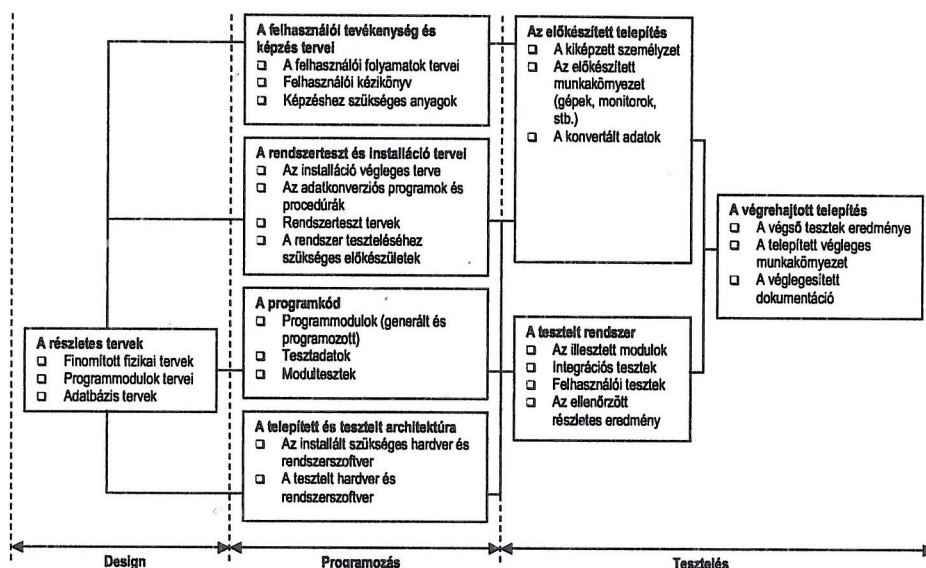 A felhasználói tevékenység és
képzés tervei
❑ A felhasználói folyamatok tervei
❑ Felhasználói kézikönyv
❑ Képzéshez szükséges anyagok
A rendszerteszt és installáció tervei
❑ Az installáció végleges terve
❑ Az adatkonverziós programok és
procedúrák
❑ Rendszerteszt tervek
❑ A rendszer teszteléséhez
szükséges előkészületek
A részletes tervek
❑ Finomított fizikai tervek
❑ Programmodulok tervei
❑ Adatbázis tervek
A programkód
❑ Programmodulok (generált és
programozott)
❑ Tesztadatok
❑ Modultesztek
A telepített és tesztelt architektúra
❑ Az installált szükséges hardver és
rendszerszoftver
❑ A tesztelt hardver és
rendszerszoftver
Az előkészített telepítés
❑ A kiképzett személyzet
❑ Az előkészített
munkakörnyezet
(gépek, monitorok,
stb.)
❑ A konvertált adatok
A tesztelt rendszer
❑ Az illesztett modulok
❑ Integrációs tesztek
❑ Felhasználói tesztek
❑ Az ellenőrzött
részletes eredmény
A végrehajtott telepítés
❑ A végső tesztek eredménye
❑ A telepített végleges
munkakörnyezet
❑ A véglegesített
dokumentáció
Design
Programozás
Tesztelés